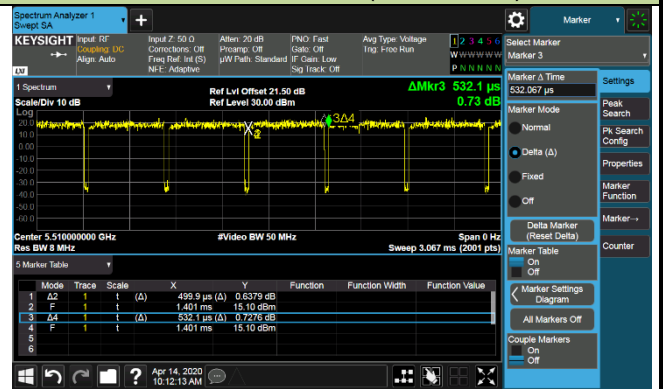 Spectrum Analyzer 1
Swept SA
Marker
KEYSIGHT
Input: RF
Coupling: DC
Align: Auto
Input Z: 50 Ω
Corrections: Off
Freq Ref: Int (S)
NFE: Adaptive
Atten: 20 dB
Preamp: Off
µW Path: Standard
PNO: Fast
Gate: Off
IF Gain: Low
Sig Track: Off
Avg Type: Voltage
Trig: Free Run
1 2 3 4 5 6
W W W W W W
P N N N N N
LXI
Select Marker
Marker 3
1 Spectrum
Scale/Div 10 dB
Ref Lvl Offset 21.50 dB
Ref Level 30.00 dBm
ΔMkr3 532.1 µs
0.73 dB
Log
20.0
10.0
0.00
-10.0
-20.0
-30.0
-40.0
-50.0
-60.0
3Δ4
Center 5.510000000 GHz
Res BW 8 MHz
#Video BW 50 MHz
Span 0 Hz
Sweep 3.067 ms (2001 pts)
5 Marker Table
Mode Trace Scale X Y Function Function Width Function Value
1 Δ2 1 t (Δ) 499.9 µs (Δ) 0.6379 dB
2 F 1 t 1.401 ms 15.10 dBm
3 Δ4 1 t (Δ) 532.1 µs (Δ) 0.7276 dB
4 F 1 t 1.401 ms 15.10 dBm
5
6
Marker Δ Time
532.067 µs
Marker Mode
Normal
Delta (Δ)
Fixed
Off
Delta Marker
(Reset Delta)
Marker Table
On
Off
Marker Settings
Diagram
All Markers Off
Couple Markers
On
Off
Settings
Peak
Search
Pk Search
Config
Properties
Marker
Function
Marker→
Counter
?
Apr 14, 2020
10:12:13 AM